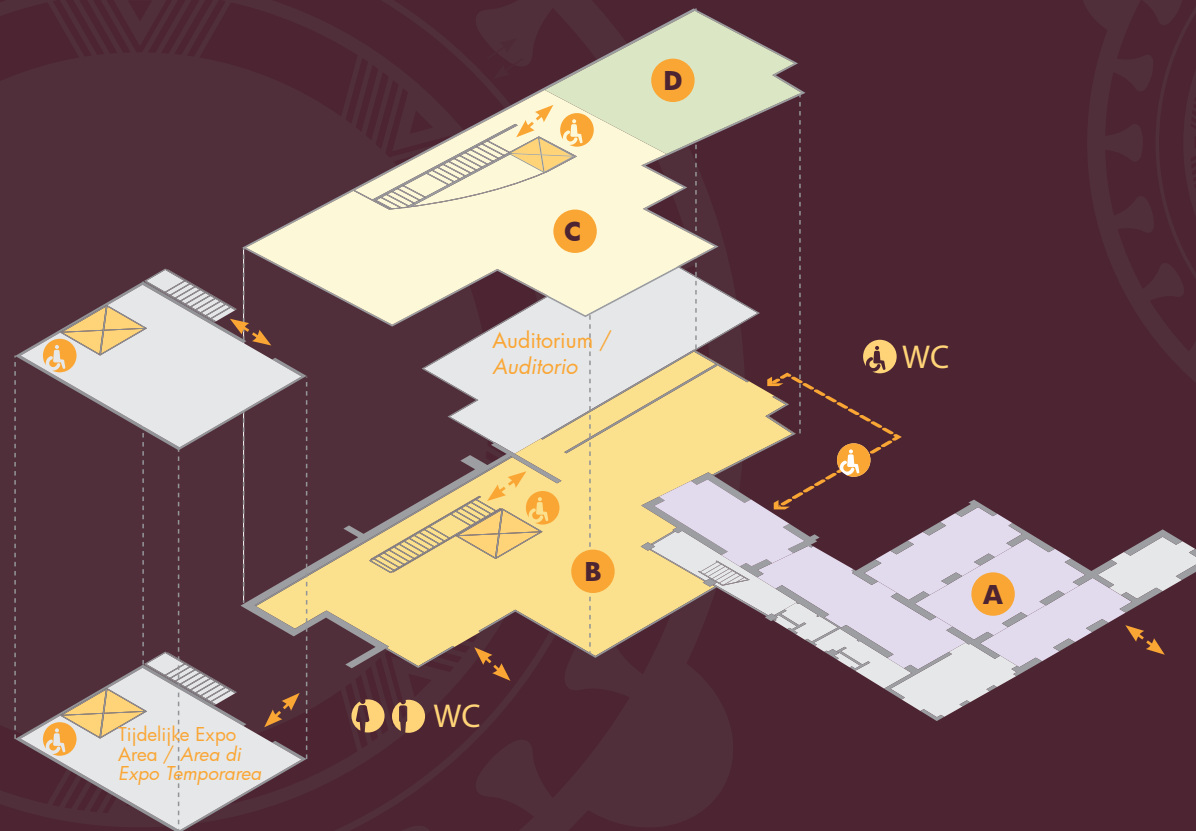 D
C
Auditorium /
Auditorio
WC
B
A
WC
Tijdelijke Expo
Area / Area di
Expo Temporarea